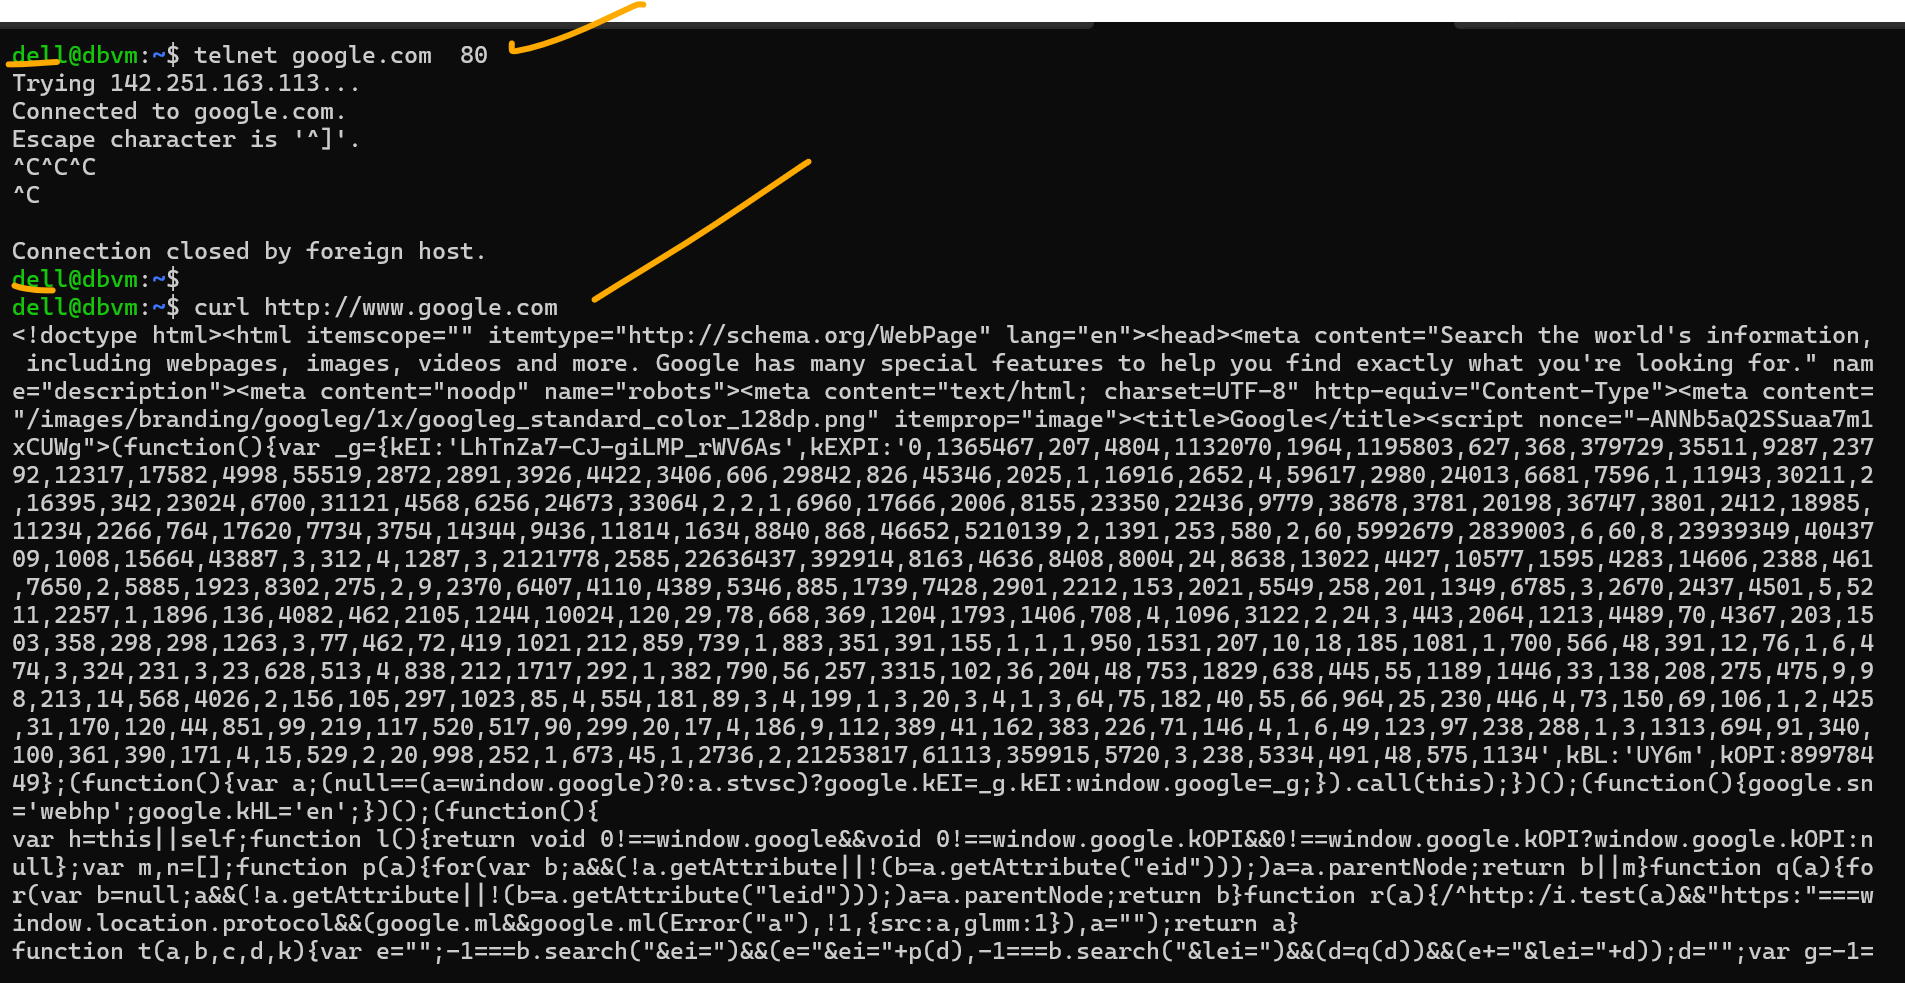 dell@dbvm:~$ telnet google.com  80
Trying 142.251.163.113...
Connected to google.com.
Escape character is '^]'.
^C^C^C
^C
Connection closed by foreign host.
dell@dbvm:~$
dell@dbvm:~$ curl http://www.google.com
<!doctype html><html itemscope="" itemtype="http://schema.org/WebPage" lang="en"><head><meta content="Search the world's information,
 including webpages, images, videos and more. Google has many special features to help you find exactly what you're looking for." nam
e="description"><meta content="noodp" name="robots"><meta content="text/html; charset=UTF-8" http-equiv="Content-Type"><meta content=
"/images/branding/googleg/1x/googleg_standard_color_128dp.png" itemprop="image"><title>Google</title><script nonce="-ANNb5aQ2SSuaa7m1
xCUWg">(function(){var _g={kEI:'LhTnZa7-CJ-giLMP_rWV6As',kEXPI:'0,1365467,207,4804,1132070,1964,1195803,627,368,379729,35511,9287,237
92,12317,17582,4998,55519,2872,2891,3926,4422,3406,606,29842,826,45346,2025,1,16916,2652,4,59617,2980,24013,6681,7596,1,11943,30211,2
,16395,342,23024,6700,31121,4568,6256,24673,33064,2,2,1,6960,17666,2006,8155,23350,22436,9779,38678,3781,20198,36747,3801,2412,18985,
11234,2266,764,17620,7734,3754,14344,9436,11814,1634,8840,868,46652,5210139,2,1391,253,580,2,60,5992679,2839003,6,60,8,23939349,40437
09,1008,15664,43887,3,312,4,1287,3,2121778,2585,22636437,392914,8163,4636,8408,8004,24,8638,13022,4427,10577,1595,4283,14606,2388,461
,7650,2,5885,1923,8302,275,2,9,2370,6407,4110,4389,5346,885,1739,7428,2901,2212,153,2021,5549,258,201,1349,6785,3,2670,2437,4501,5,52
11,2257,1,1896,136,4082,462,2105,1244,10024,120,29,78,668,369,1204,1793,1406,708,4,1096,3122,2,24,3,443,2064,1213,4489,70,4367,203,15
03,358,298,298,1263,3,77,462,72,419,1021,212,859,739,1,883,351,391,155,1,1,1,950,1531,207,10,18,185,1081,1,700,566,48,391,12,76,1,6,4
74,3,324,231,3,23,628,513,4,838,212,1717,292,1,382,790,56,257,3315,102,36,204,48,753,1829,638,445,55,1189,1446,33,138,208,275,475,9,9
8,213,14,568,4026,2,156,105,297,1023,85,4,554,181,89,3,4,199,1,3,20,3,4,1,3,64,75,182,40,55,66,964,25,230,446,4,73,150,69,106,1,2,425
,31,170,120,44,851,99,219,117,520,517,90,299,20,17,4,186,9,112,389,41,162,383,226,71,146,4,1,6,49,123,97,238,288,1,3,1313,694,91,340,
100,361,390,171,4,15,529,2,20,998,252,1,673,45,1,2736,2,21253817,61113,359915,5720,3,238,5334,491,48,575,1134',kBL:'UY6m',kOPI:899784
49};(function(){var a;(null==(a=window.google)?0:a.stvsc)?google.kEI=_g.kEI:window.google=_g;}).call(this);})();(function(){google.sn
='webhp';google.kHL='en';})();(function(){
var h=this||self;function l(){return void 0!==window.google&&void 0!==window.google.kOPI&&0!==window.google.kOPI?window.google.kOPI:n
ull};var m,n=[];function p(a){for(var b;a&&(!a.getAttribute||!(b=a.getAttribute("eid")));)a=a.parentNode;return b||m}function q(a){fo
r(var b=null;a&&(!a.getAttribute||!(b=a.getAttribute("leid")));)a=a.parentNode;return b}function r(a){/^http:/i.test(a)&&"https:"===w
indow.location.protocol&&(google.ml&&google.ml(Error("a"),!1,{src:a,glmm:1}),a="");return a}
function t(a,b,c,d,k){var e="";-1===b.search("&ei=")&&(e="&ei="+p(d),-1===b.search("&lei=")&&(d=q(d))&&(e+="&lei="+d));d="";var g=-1=